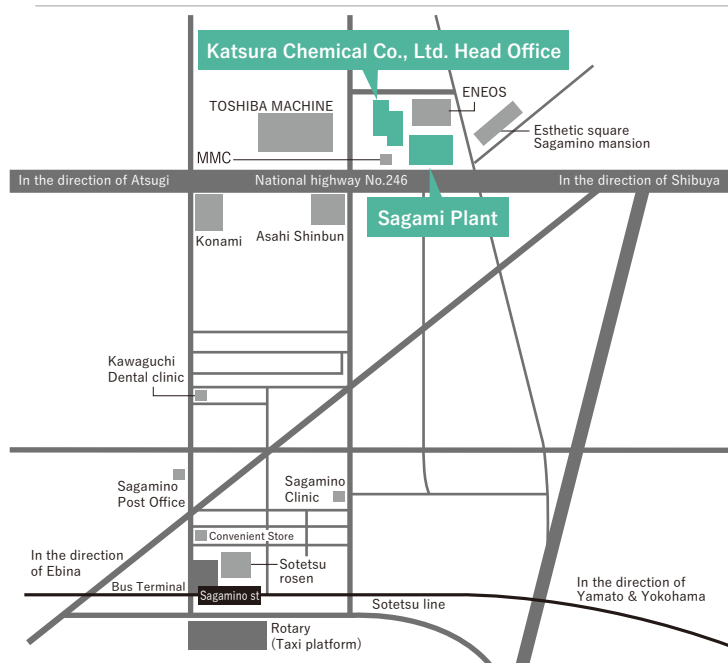 Katsura Chemical Co., Ltd. Head Office
ENEOS
TOSHIBA MACHINE
Esthetic square
Sagamino mansion
MMC
In the direction of Atsugi
National highway No.246
In the direction of Shibuya
Sagami Plant
Konami
Asahi Shinbun
Kawaguchi
Dental clinic
Sagamino
Post Office
Sagamino
Clinic
Convenient Store
In the direction
of Ebina
Sotetsu
rosen
Bus Terminal
Sagamino st
Sotetsu line
In the direction of
Yamato & Yokohama
Rotary
(Taxi platform)